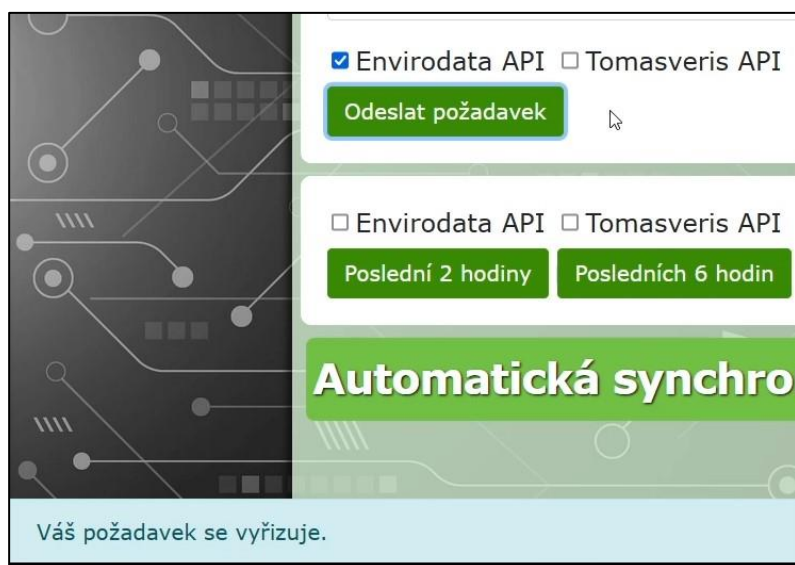 Envirodata API Tomasveris API
Odeslat požadavek
Envirodata API Tomasveris API
Poslední 2 hodiny Posledních 6 hodin
Automatická synchro
Váš požadavek se vyřizuje.